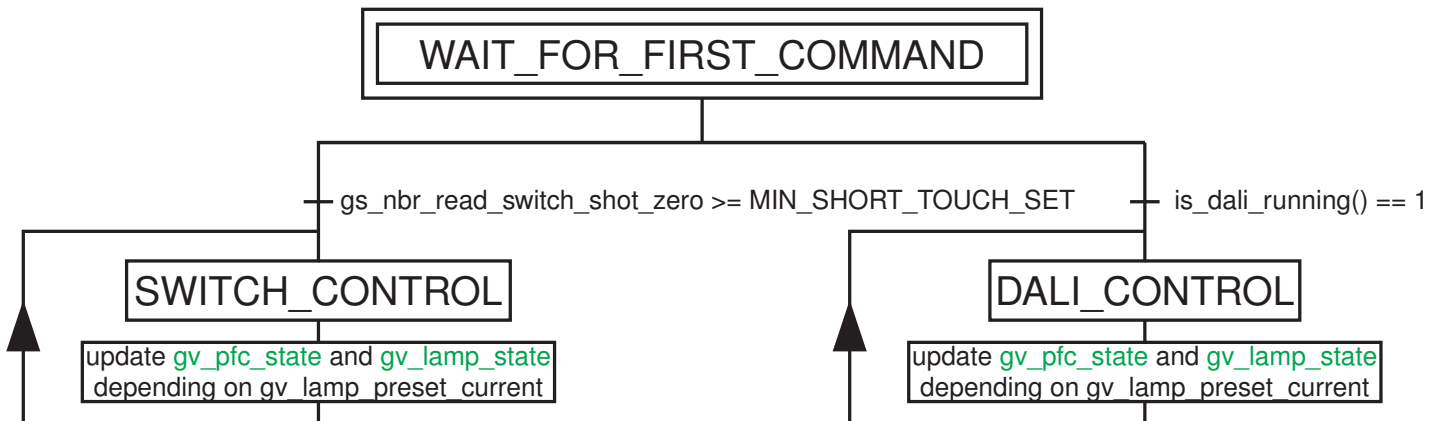 WAIT_FOR_FIRST_COMMAND
gs_nbr_read_switch_shot_zero >= MIN_SHORT_TOUCH_SET
is_dali_running() == 1
SWITCH_CONTROL
DALI_CONTROL
update gv_pfc_state and gv_lamp_state
depending on gv_lamp_preset_current
update gv_pfc_state and gv_lamp_state
depending on gv_lamp_preset_current